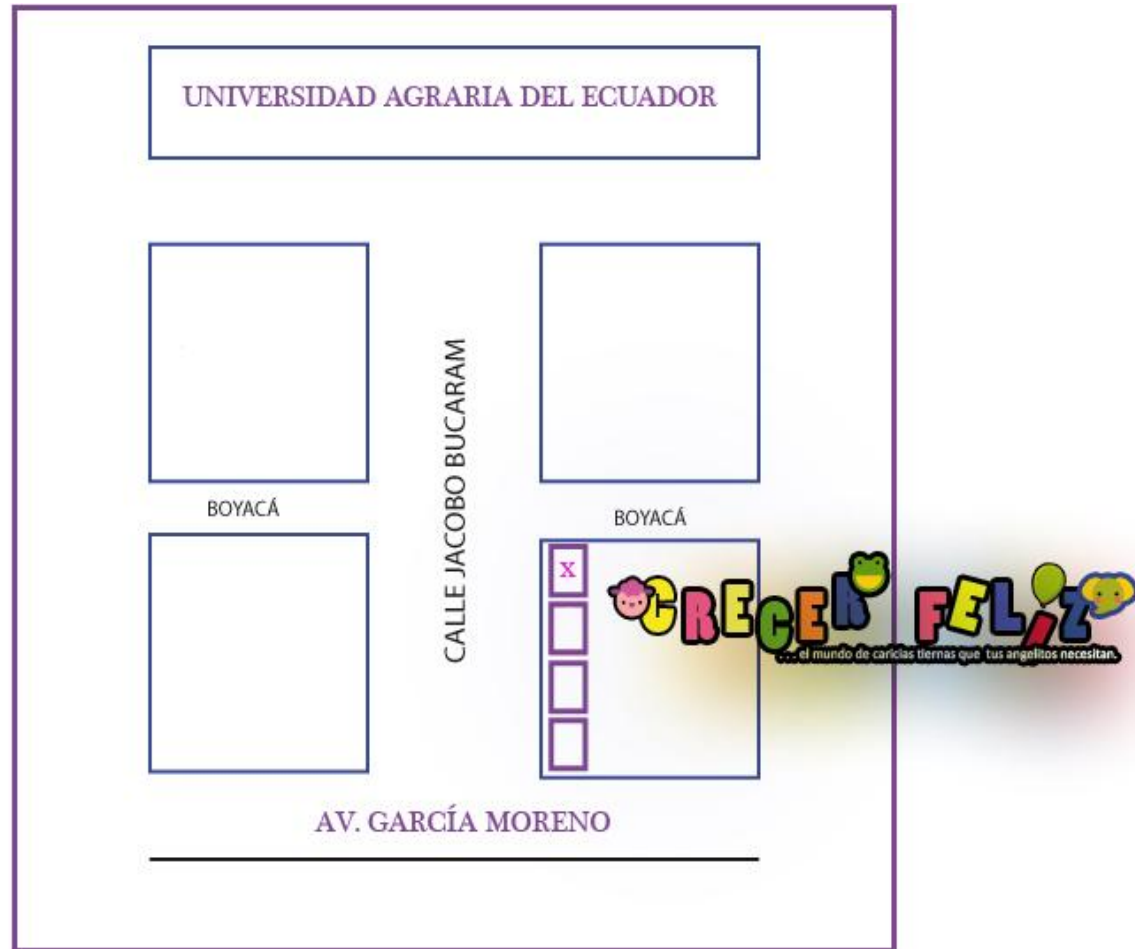 UNIVERSIDAD AGRARIA DEL ECUADOR
CALLE JACOBO BUCARAM
BOYACÁ
BOYACÁ
X
CRECER FELIZ
...el mundo de caricias tiernas que tus angelitos necesitan.
AV. GARCÍA MORENO